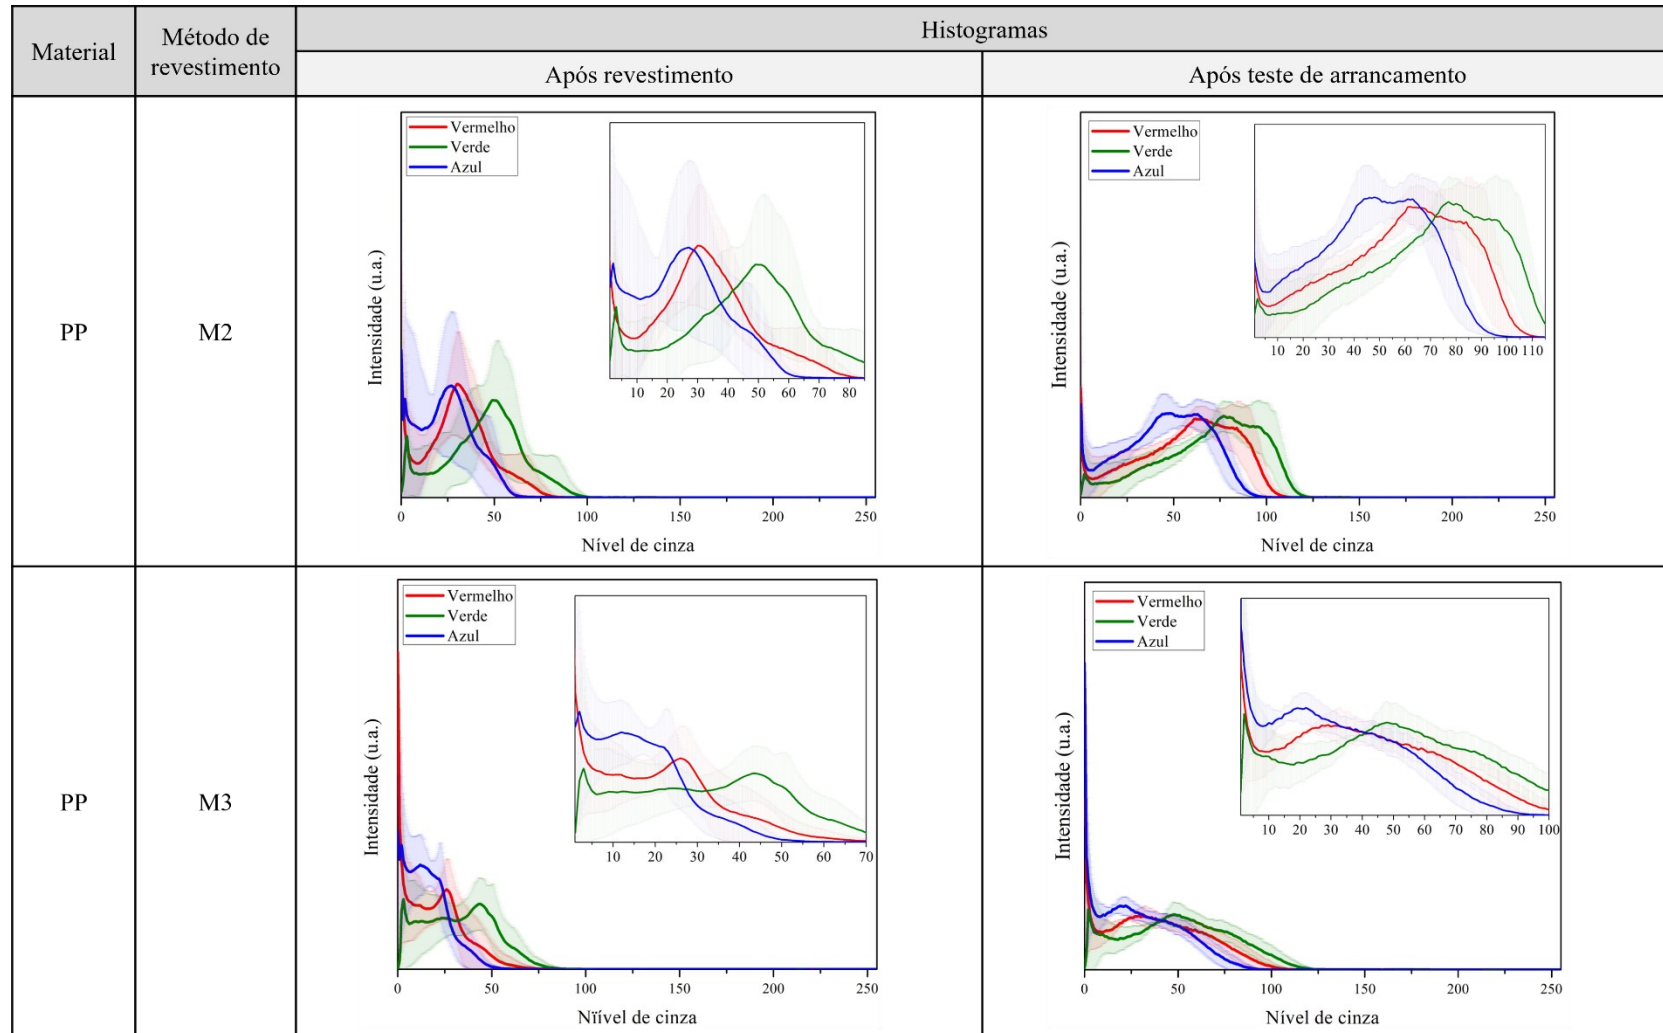 Material
Método de
revestimento
Histogramas
Após revestimento
Após teste de arrancamento
PP
M2
Intensidade (u.a.)
Vermelho
Verde
Azul
10 20 30 40 50 60 70 80
0 50 100 150 200 250
Nível de cinza
Intensidade (u.a.)
Vermelho
Verde
Azul
10 20 30 40 50 60 70 80 90 100 110
0 50 100 150 200 250
Nível de cinza
PP
M3
Intensidade (u.a.)
Vermelho
Verde
Azul
10 20 30 40 50 60 70
0 50 100 150 200 250
Nïível de cinza
Intensidade (u.a.)
Vermelho
Verde
Azul
10 20 30 40 50 60 70 80 90 100
0 50 100 150 200 250
Nível de cinza